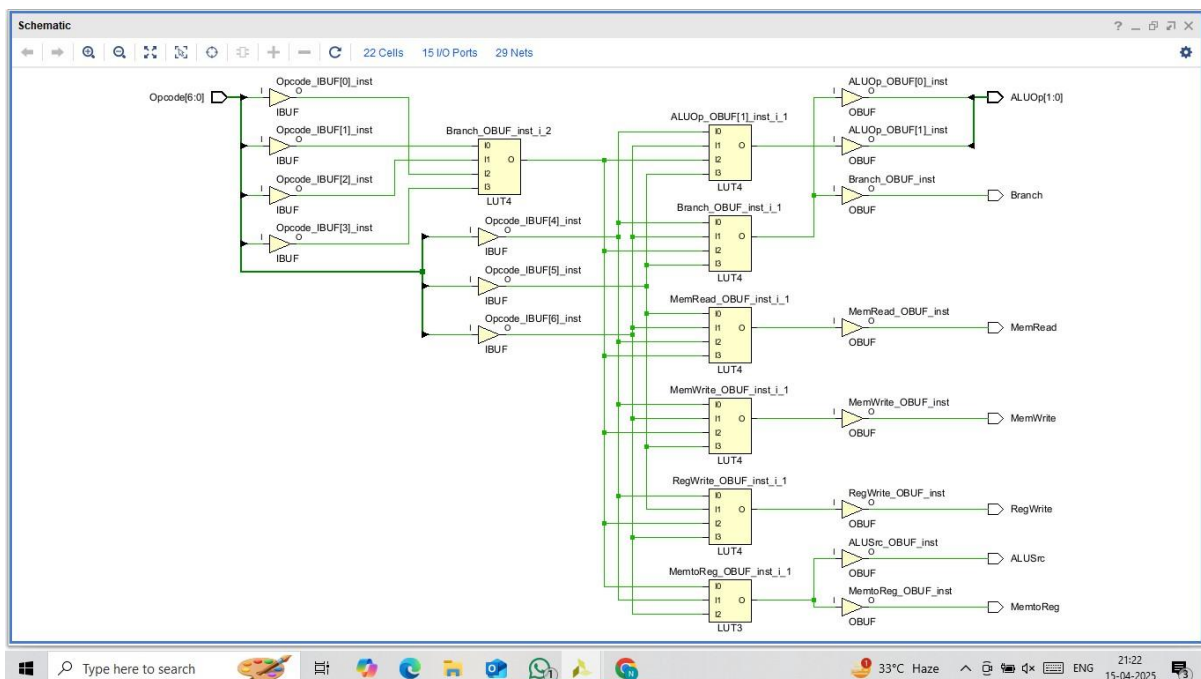 Schematic
22 Cells 15 I/O Ports 29 Nets
Opcode[6:0]
Opcode_IBUF[0]_inst
I O
IBUF
Opcode_IBUF[1]_inst
I O
IBUF
Opcode_IBUF[2]_inst
I O
IBUF
Opcode_IBUF[3]_inst
I O
IBUF
Branch_OBUF_inst_i_2
I0
I1 O
I2
I3
LUT4
Opcode_IBUF[4]_inst
I O
IBUF
Opcode_IBUF[5]_inst
I O
IBUF
Opcode_IBUF[6]_inst
I O
IBUF
ALUOp_OBUF[1]_inst_i_1
I0
I1 O
I2
I3
LUT4
Branch_OBUF_inst_i_1
I0
I1 O
I2
I3
LUT4
MemRead_OBUF_inst_i_1
I0
I1 O
I2
I3
LUT4
MemWrite_OBUF_inst_i_1
I0
I1 O
I2
I3
LUT4
RegWrite_OBUF_inst_i_1
I0
I1 O
I2
I3
LUT4
MemtoReg_OBUF_inst_i_1
I0
I1 O
I2
LUT3
ALUOp_OBUF[0]_inst
I O
OBUF
ALUOp[1:0]
ALUOp_OBUF[1]_inst
I O
OBUF
Branch_OBUF_inst
I O
OBUF
Branch
MemRead_OBUF_inst
I O
OBUF
MemRead
MemWrite_OBUF_inst
I O
OBUF
MemWrite
RegWrite_OBUF_inst
I O
OBUF
RegWrite
ALUSrc_OBUF_inst
I O
OBUF
ALUSrc
MemtoReg_OBUF_inst
I O
OBUF
MemtoReg
Type here to search
33°C Haze
ENG
21:22
15-04-2025